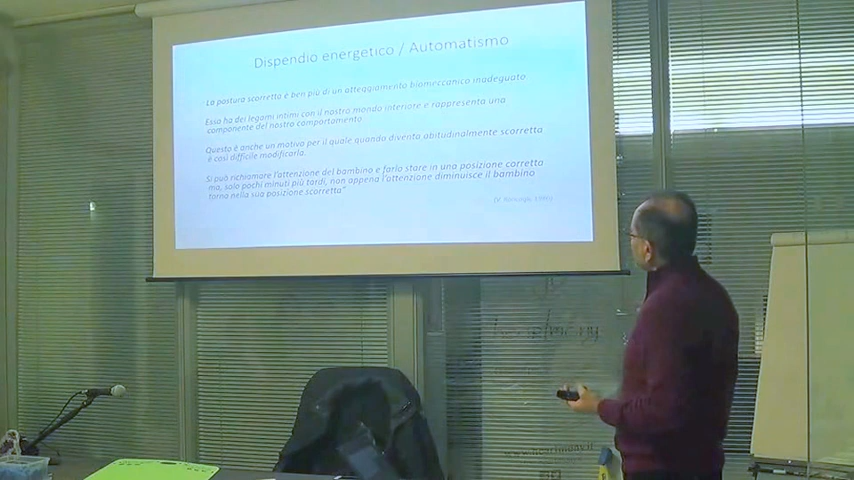 Dispendio energetico / Automatismo
La postura scorretta è ben più di un atteggiamento biomeccanico inadeguato.
Essa ha dei legami intimi con il nostro mondo interiore e rappresenta una
componente del nostro comportamento.
Questo è anche un motivo per il quale quando diventa abitudinalmente scorretta
è così difficile modificarla.
Si può richiamare l'attenzione del bambino e farlo stare in una posizione corretta
ma, solo pochi minuti più tardi, non appena l'attenzione diminuisce il bambino
torna nella sua posizione scorretta"